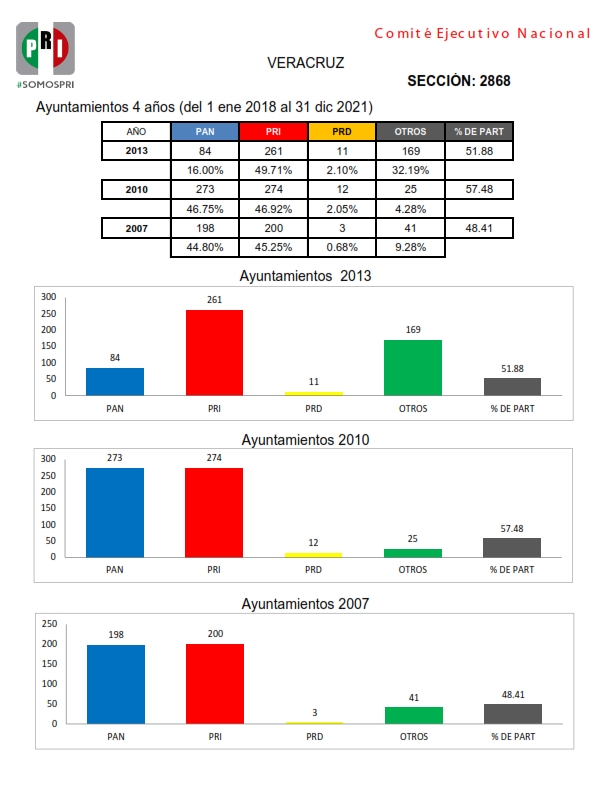 Comité Ejecutivo Nacional
PRI
#SOMOSPRI
VERACRUZ
SECCIÓN: 2868
Ayuntamientos 4 años (del 1 ene 2018 al 31 dic 2021)
AÑO PAN PRI PRD OTROS % DE PART
2013 84 261 11 169 51.88
16.00% 49.71% 2.10% 32.19%
2010 273 274 12 25 57.48
46.75% 46.92% 2.05% 4.28%
2007 198 200 3 41 48.41
44.80% 45.25% 0.68% 9.28%
Ayuntamientos 2013
300
250
200
150
100
50
0
84 261 11 169 51.88
PAN PRI PRD OTROS % DE PART
Ayuntamientos 2010
300
250
200
150
100
50
0
273 274 12 25 57.48
PAN PRI PRD OTROS % DE PART
Ayuntamientos 2007
250
200
150
100
50
0
198 200 3 41 48.41
PAN PRI PRD OTROS % DE PART